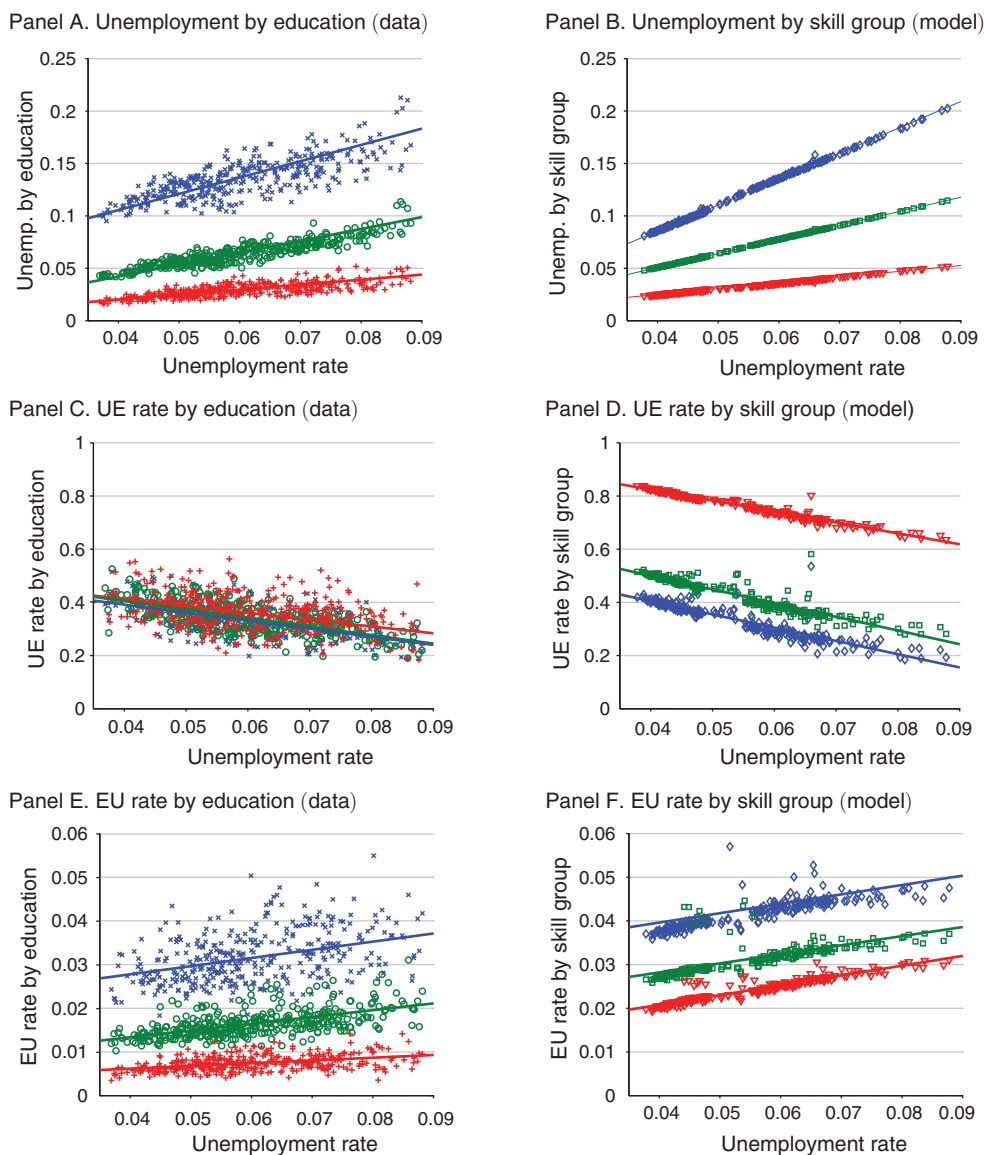 Panel A. Unemployment by education (data)
Unemp. by education
0.25
0.2
0.15
0.1
0.05
0
0.04 0.05 0.06 0.07 0.08 0.09
Unemployment rate
Panel B. Unemployment by skill group (model)
Unemp. by skill group
0.25
0.2
0.15
0.1
0.05
0
0.04 0.05 0.06 0.07 0.08 0.09
Unemployment rate
Panel C. UE rate by education (data)
UE rate by education
1
0.8
0.6
0.4
0.2
0
0.04 0.05 0.06 0.07 0.08 0.09
Unemployment rate
Panel D. UE rate by skill group (model)
UE rate by skill group
1
0.8
0.6
0.4
0.2
0
0.04 0.05 0.06 0.07 0.08 0.09
Unemployment rate
Panel E. EU rate by education (data)
EU rate by education
0.06
0.05
0.04
0.03
0.02
0.01
0
0.04 0.05 0.06 0.07 0.08 0.09
Unemployment rate
Panel F. EU rate by skill group (model)
EU rate by skill group
0.06
0.05
0.04
0.03
0.02
0.01
0
0.04 0.05 0.06 0.07 0.08 0.09
Unemployment rate